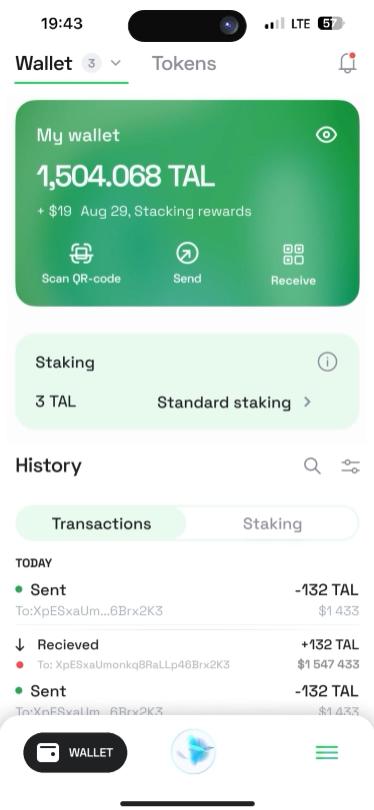 19:43 LTE 57
Wallet 3 Tokens
My wallet
1,504.068 TAL
+ $19 Aug 29, Stacking rewards
Scan QR-code Send Receive
Staking
3 TAL Standard staking
History
Transactions Staking
TODAY
Sent -132 TAL
To:XpESxaUm...6Brx2K3 $1 433
Recieved +132 TAL
To: XpESxaUmonkq8RaLLp46Brx2K3 $1 547 433
Sent -132 TAL
To:XpESxaUm...6Brx2K3 $1 433
WALLET